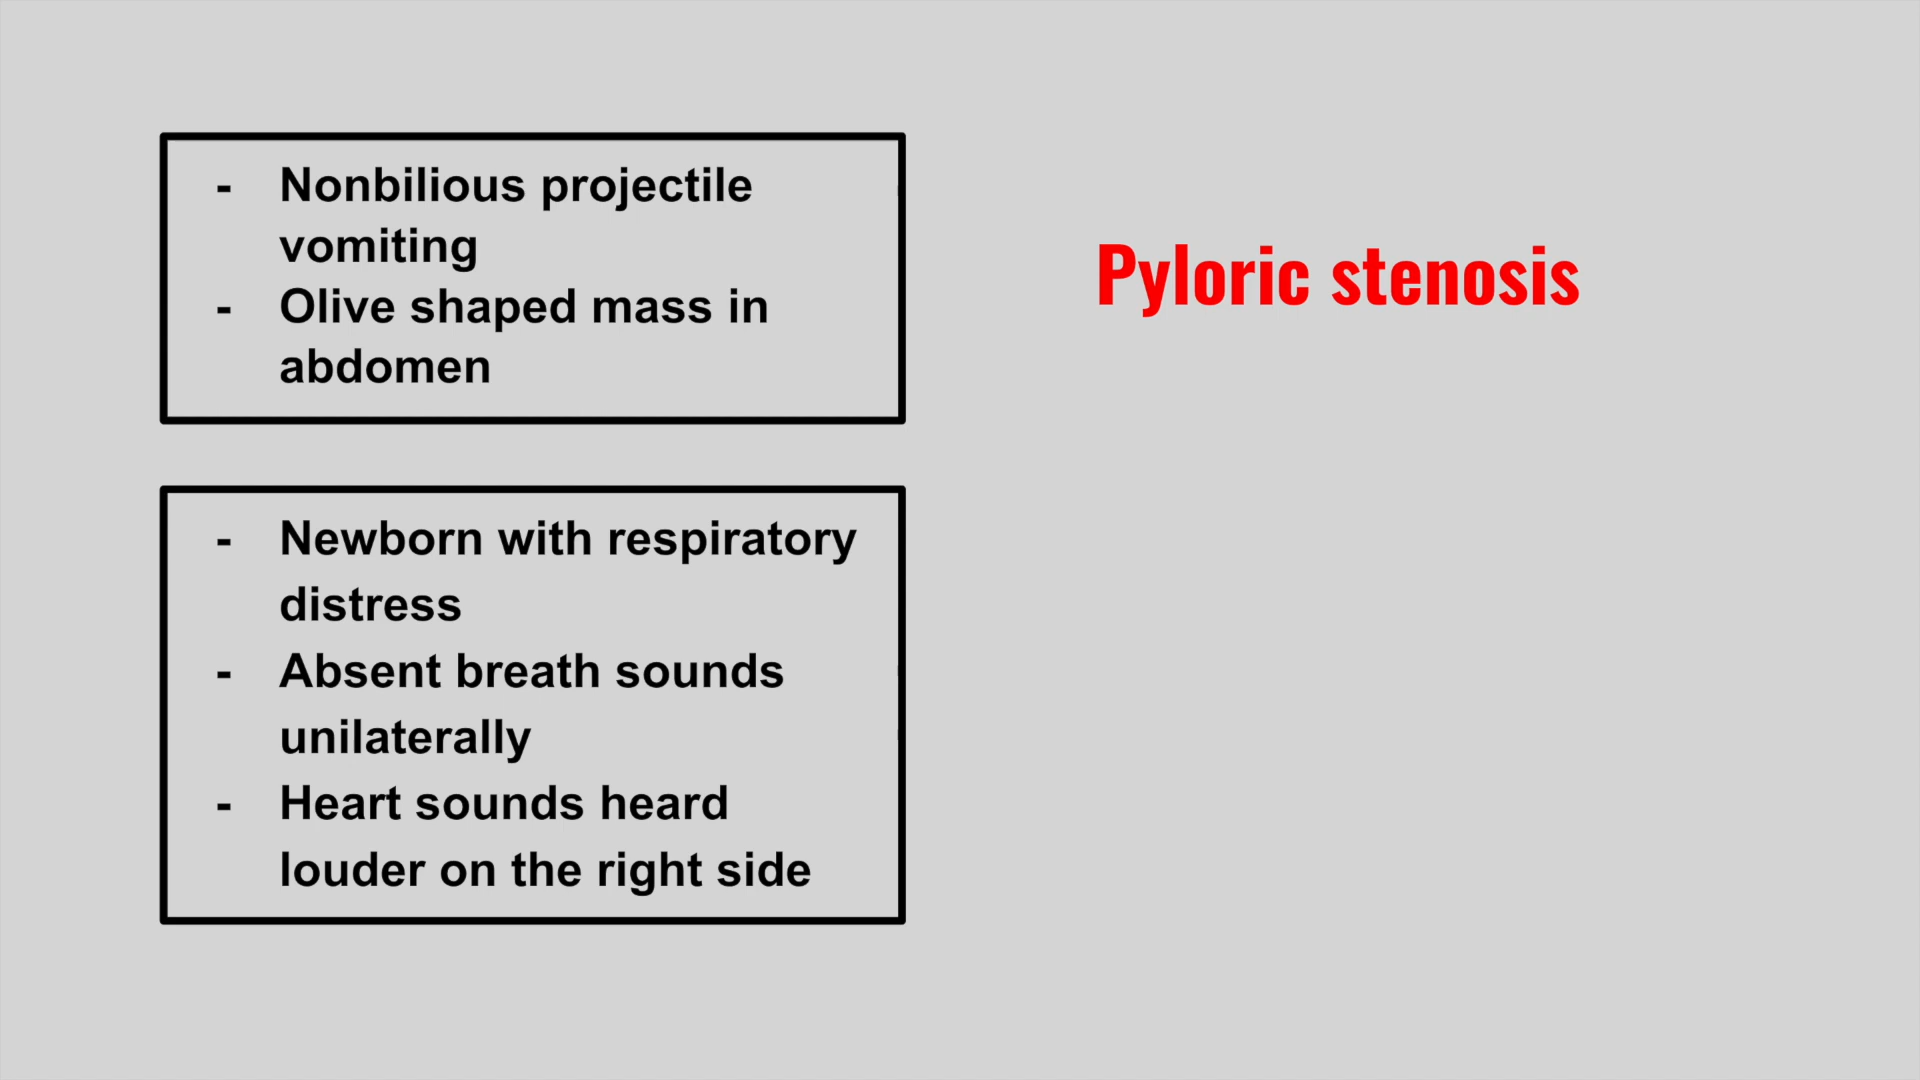 - Nonbilious projectile
vomiting
- Olive shaped mass in
abdomen
Pyloric stenosis
- Newborn with respiratory
distress
- Absent breath sounds
unilaterally
- Heart sounds heard
louder on the right side